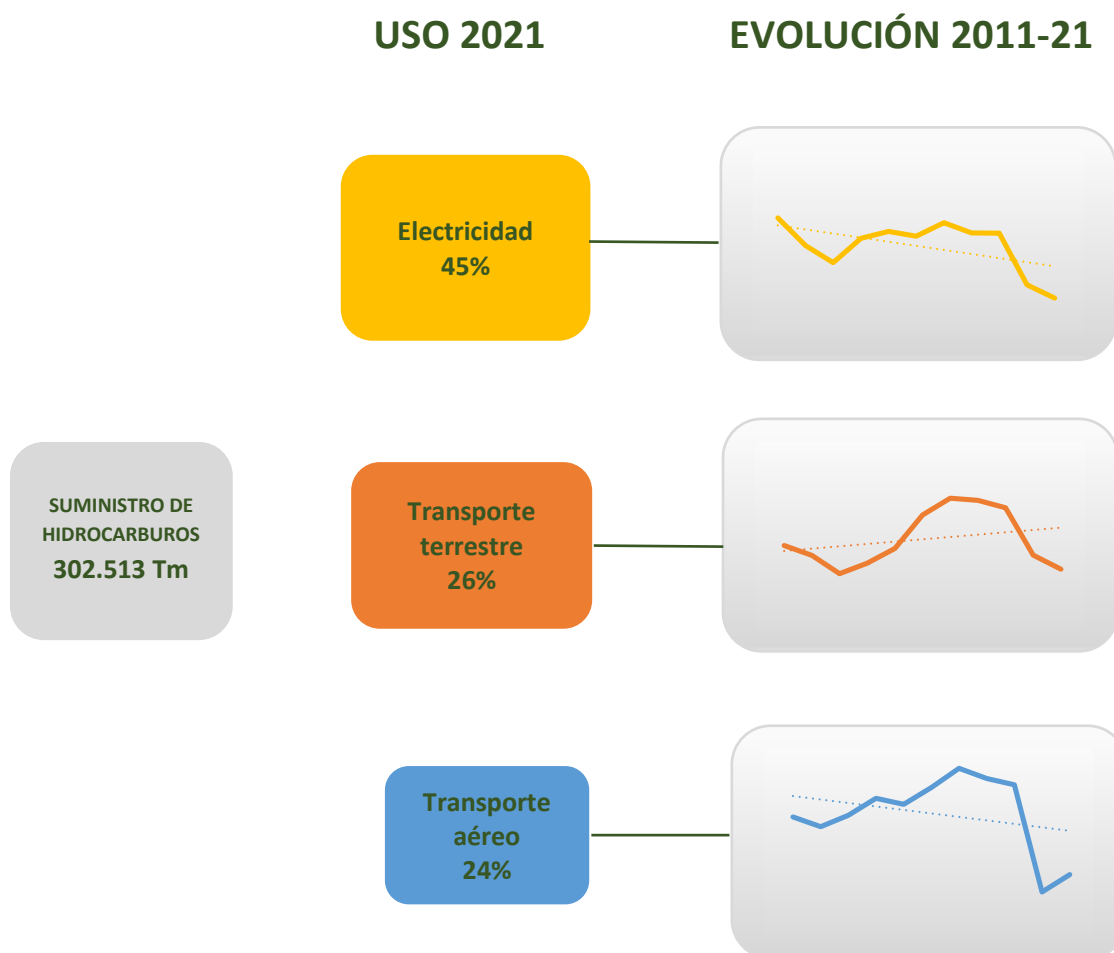 USO 2021
EVOLUCIÓN 2011-21
Electricidad
45%
SUMINISTRO DE
HIDROCARBUROS
302.513 Tm
Transporte
terrestre
26%
Transporte
aéreo
24%